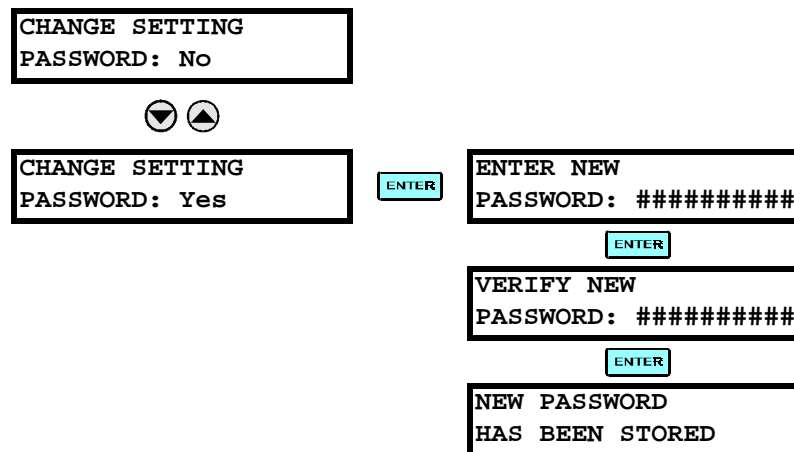 CHANGE SETTING
PASSWORD: No
CHANGE SETTING
PASSWORD: Yes
ENTER
ENTER NEW
PASSWORD: ##########
ENTER
VERIFY NEW
PASSWORD: ##########
ENTER
NEW PASSWORD
HAS BEEN STORED